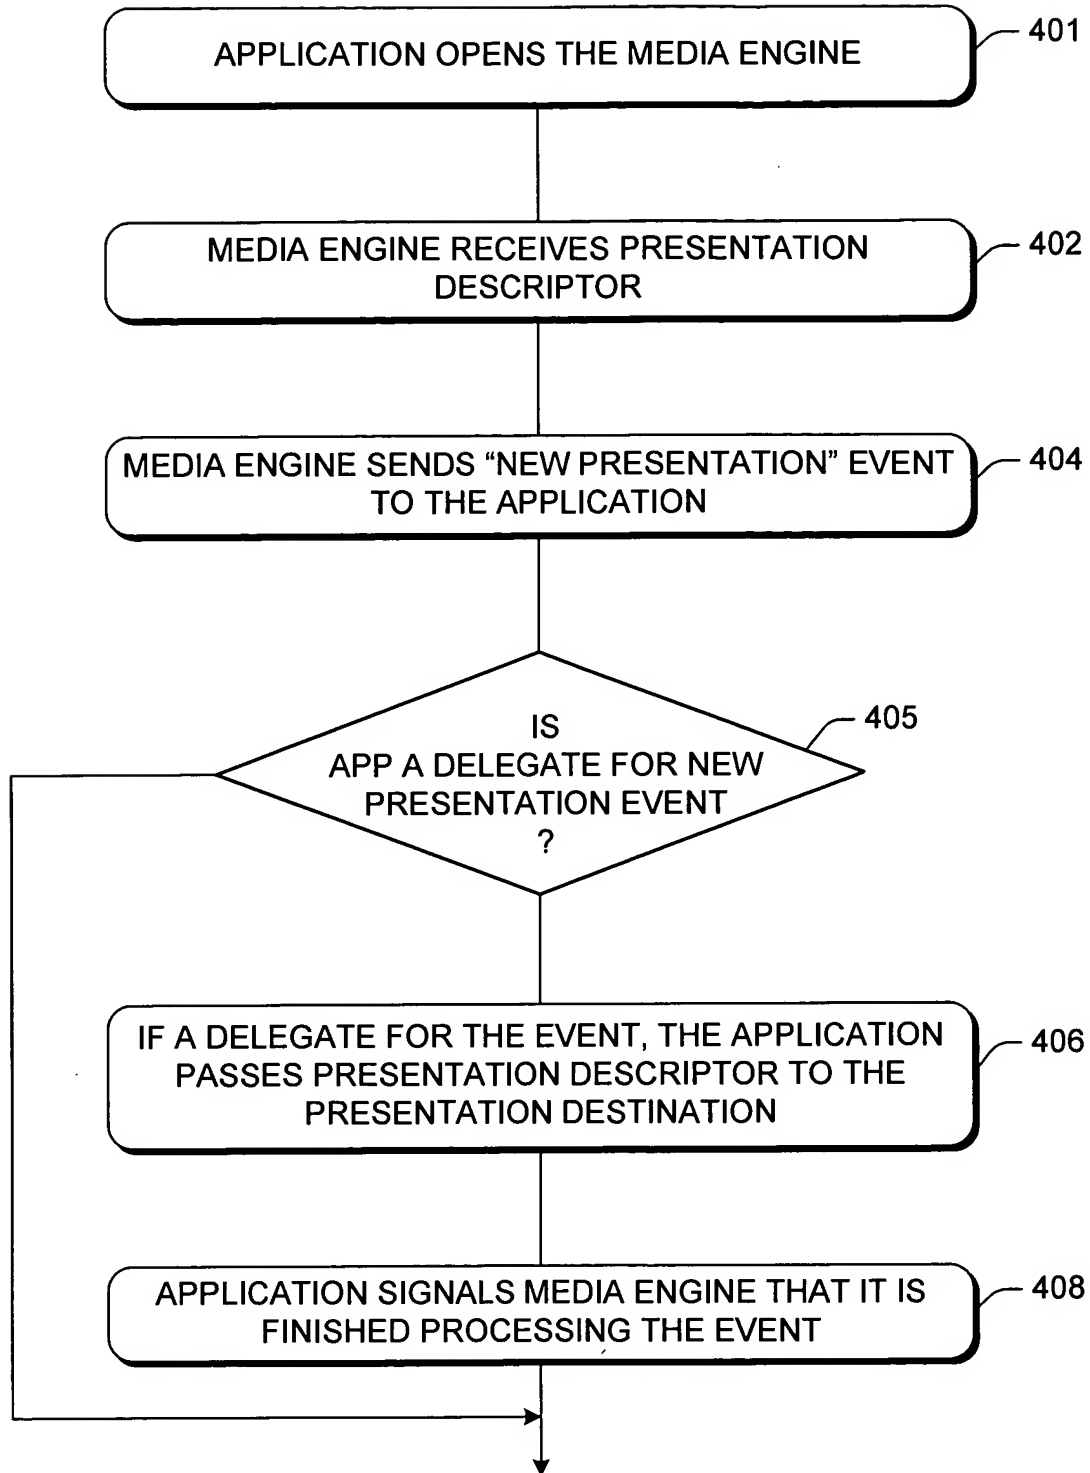 APPLICATION OPENS THE MEDIA ENGINE
401
MEDIA ENGINE RECEIVES PRESENTATION
DESCRIPTOR
402
MEDIA ENGINE SENDS “NEW PRESENTATION” EVENT
TO THE APPLICATION
404
IS
APP A DELEGATE FOR NEW
PRESENTATION EVENT
?
405
IF A DELEGATE FOR THE EVENT, THE APPLICATION
PASSES PRESENTATION DESCRIPTOR TO THE
PRESENTATION DESTINATION
406
APPLICATION SIGNALS MEDIA ENGINE THAT IT IS
FINISHED PROCESSING THE EVENT
408